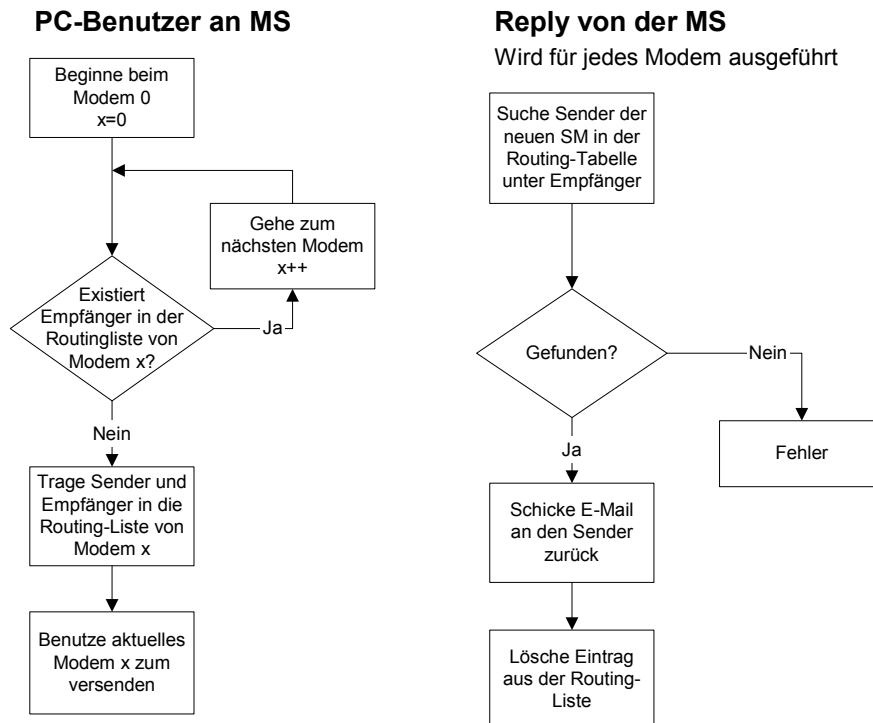 PC-Benutzer an MS
Beginne beim
Modem 0
x=0
Gehe zum
nächsten Modem
x++
Existiert
Empfänger in der
Routingliste von
Modem x?
Ja
Nein
Trage Sender und
Empfänger in die
Routing-Liste von
Modem x
Benutze aktuelles
Modem x zum
versenden
Reply von der MS
Wird für jedes Modem ausgeführt
Suche Sender der
neuen SM in der
Routing-Tabelle
unter Empfänger
Gefunden?
Nein
Fehler
Ja
Schicke E-Mail
an den Sender
zurück
Lösche Eintrag
aus der Routing-
Liste